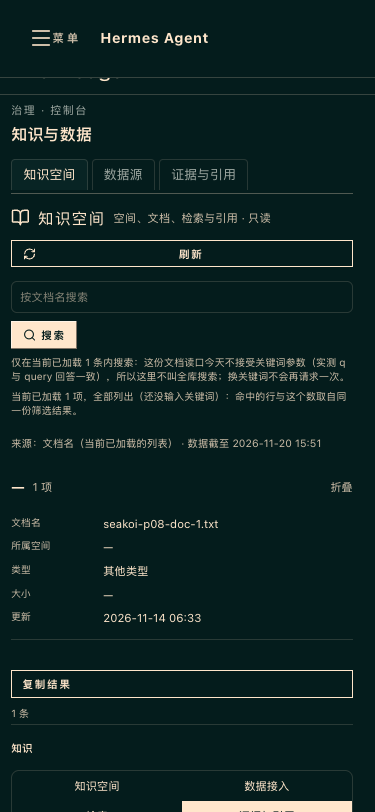 菜单 Hermes Agent
治理 · 控制台
知识与数据
知识空间 数据源 证据与引用
知识空间 空间、文档、检索与引用 · 只读
刷新
按文档名搜索
搜索
仅在当前已加载 1 条内搜索：这份文档读口今天不接受关键词参数（实测 q
与 query 回答一致），所以这里不叫全库搜索；换关键词不会再请求一次。
当前已加载 1 项，全部列出（还没输入关键词）：命中的行与这个数取自同
一份筛选结果。
来源：文档名（当前已加载的列表） · 数据截至 2026-11-20 15:51
— 1 项 折叠
文档名 seakoi-p08-doc-1.txt
所属空间 —
类型 其他类型
大小 —
更新 2026-11-14 06:33
复制结果
1 条
知识
知识空间 数据接入